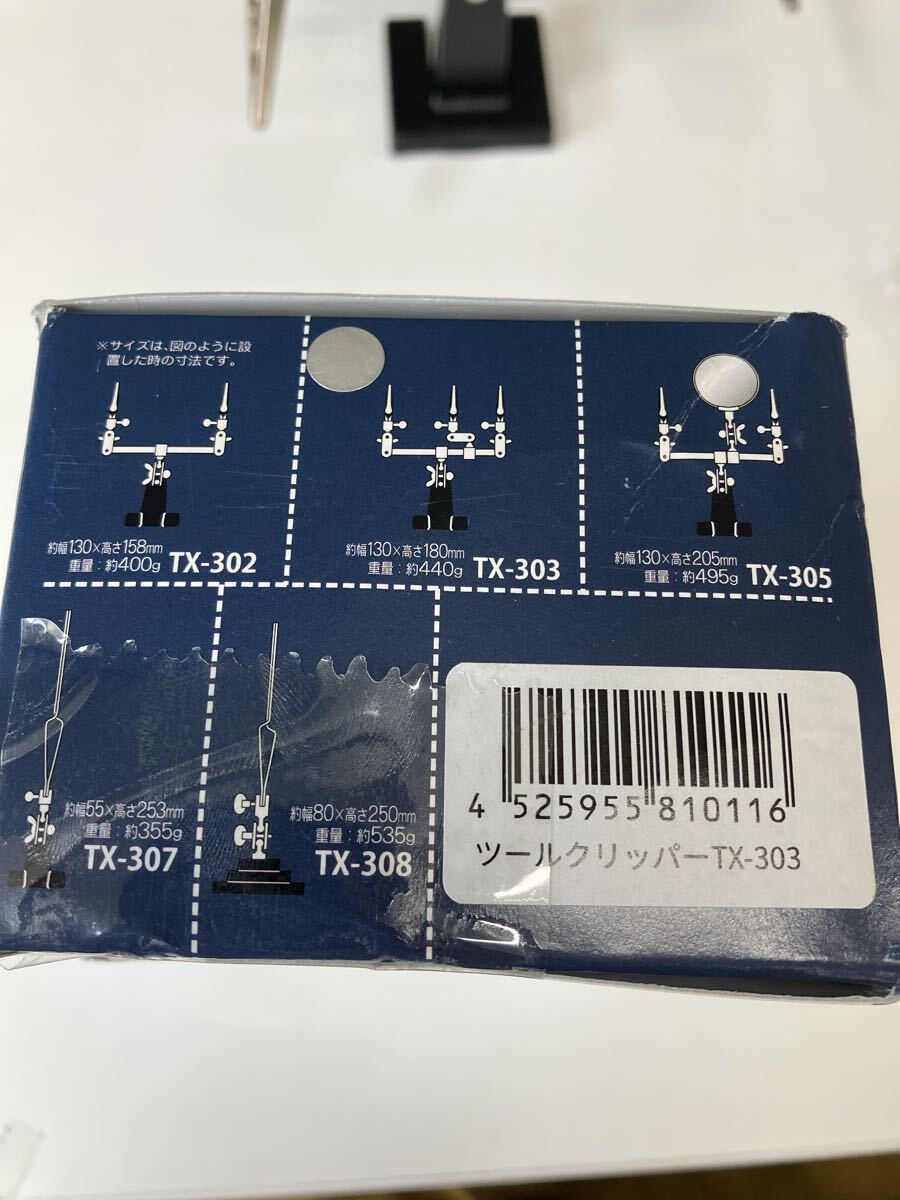 ※サイズは、図のように設
置した時の寸法です。
約幅130×高さ158mm
重量：約400g TX-302
約幅130×高さ180mm
重量：約440g TX-303
約幅130×高さ205mm
重量：約495g TX-305
約幅55×高さ253mm
重量：約355g
TX-307
約幅80×高さ250mm
重量：約535g
TX-308
4 525955 810116
ツールクリッパーTX-303